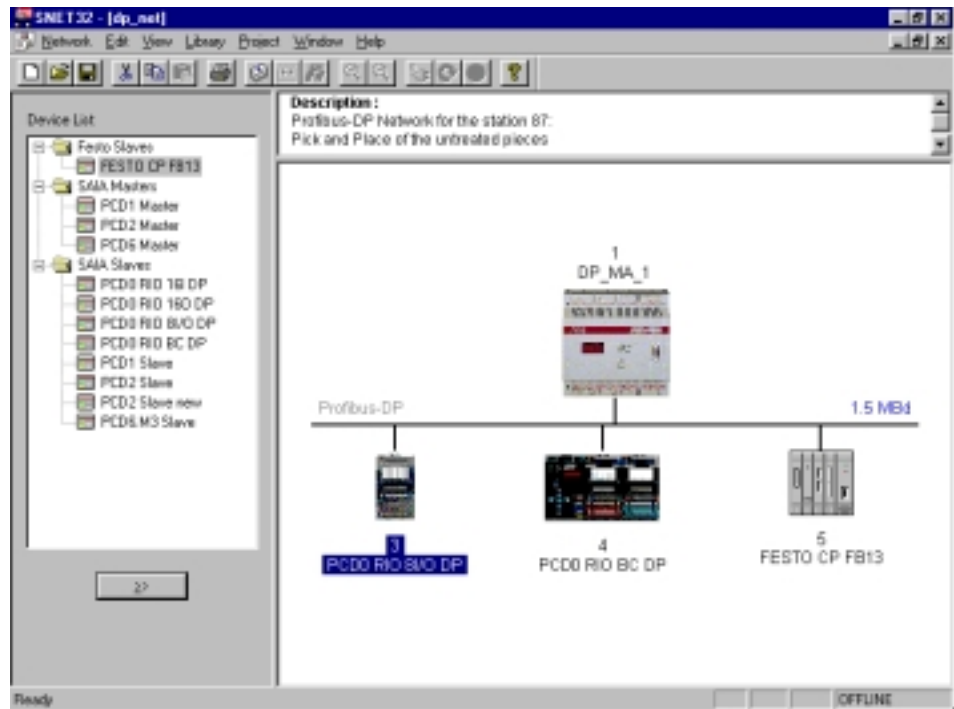 SNET32 - [dp_net]
Network Edit View Library Project Window Help
Device List
Festo Slaves
FESTO CP FB13
SAIA Masters
PCD1 Master
PCD2 Master
PCD6 Master
SAIA Slaves
PCD0 RIO 16I DP
PCD0 RIO 16O DP
PCD0 RIO 8I/O DP
PCD0 RIO BC DP
PCD1 Slave
PCD2 Slave
PCD2 Slave new
PCD6.M3 Slave
>>
Description :
Profibus-DP Network for the station 87:
Pick and Place of the untreated pieces
1
DP_MA_1
Profibus-DP
1.5 MBd
3
PCD0 RIO 8I/O DP
4
PCD0 RIO BC DP
5
FESTO CP FB13
Ready
OFFLINE